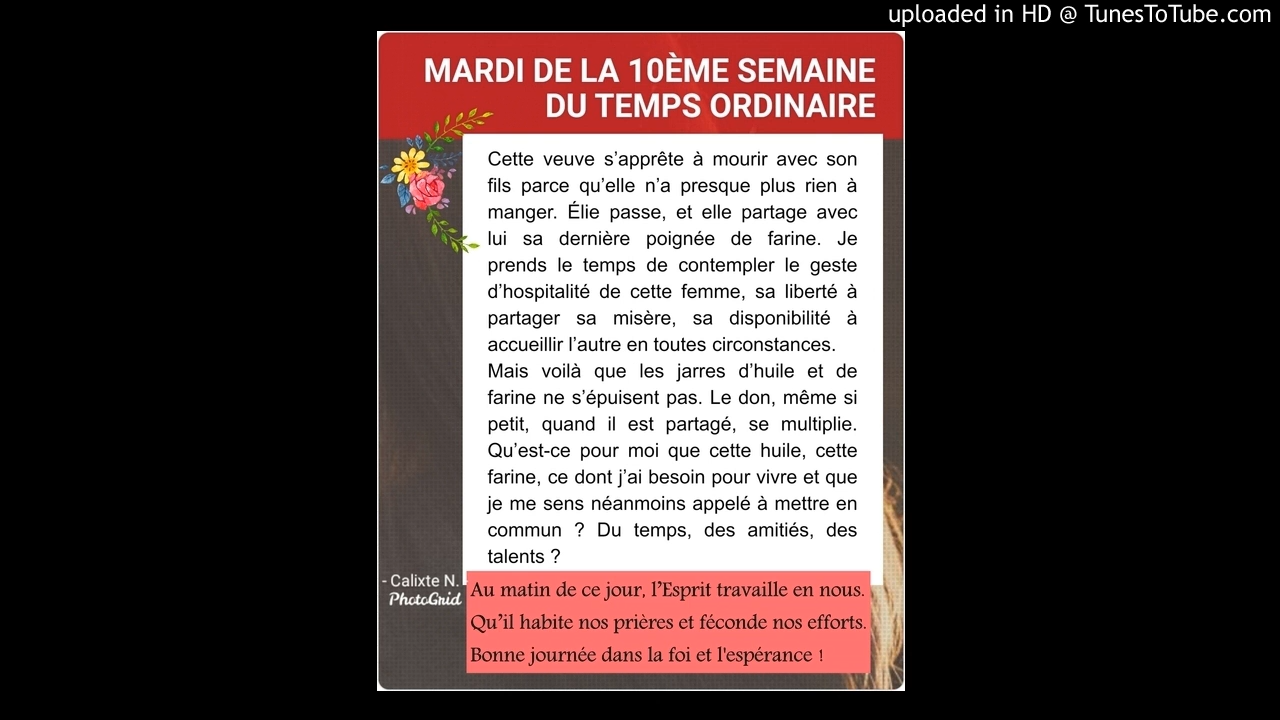 uploaded in HD @ TunesToTube.com
MARDI DE LA 10ÈME SEMAINE
DU TEMPS ORDINAIRE
Cette veuve s’apprête à mourir avec son
fils parce qu’elle n’a presque plus rien à
manger. Élie passe, et elle partage avec
lui sa dernière poignée de farine. Je
prends le temps de contempler le geste
d’hospitalité de cette femme, sa liberté à
partager sa misère, sa disponibilité à
accueillir l’autre en toutes circonstances.
Mais voilà que les jarres d’huile et de
farine ne s’épuisent pas. Le don, même si
petit, quand il est partagé, se multiplie.
Qu’est-ce pour moi que cette huile, cette
farine, ce dont j’ai besoin pour vivre et que
je me sens néanmoins appelé à mettre en
commun ? Du temps, des amitiés, des
talents ?
- Calixte N.
PhotoGrid
Au matin de ce jour, l’Esprit travaille en nous.
Qu’il habite nos prières et féconde nos efforts.
Bonne journée dans la foi et l'espérance !